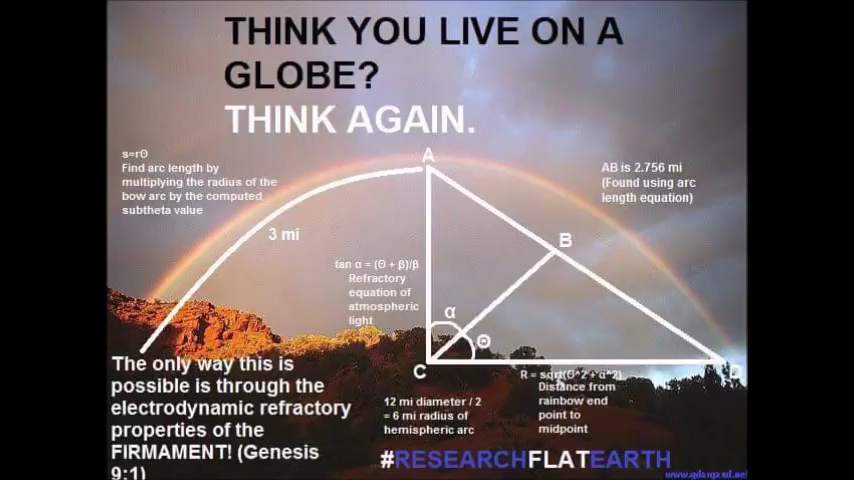 THINK YOU LIVE ON A
GLOBE?
THINK AGAIN.
s=rΘ
Find arc length by
multiplying the radius of the
bow arc by the computed
subtheta value
A
AB is 2.756 mi
(Found using arc
length equation)
3 mi
B
tan α = (Θ + β)/β
Refractory
equation of
atmospheric
light
α
Θ
C
D
R = sqrt(Θ^2 + α^2)
Distance from
rainbow end
point to
midpoint
12 mi diameter / 2
= 6 mi radius of
hemispheric arc
The only way this is
possible is through the
electrodynamic refractory
properties of the
FIRMAMENT! (Genesis
9:1)
#RESEARCHFLATEARTH